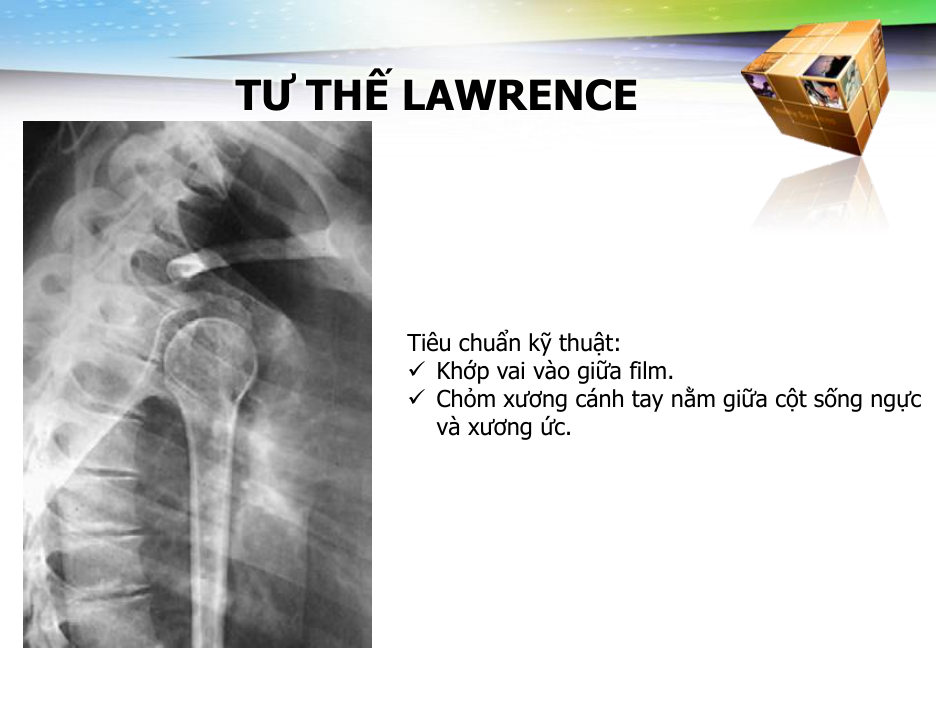 TƯ THẾ LAWRENCE
Tiêu chuẩn kỹ thuật:
✓ Khớp vai vào giữa film.
✓ Chỏm xương cánh tay nằm giữa cột sống ngực
và xương ức.